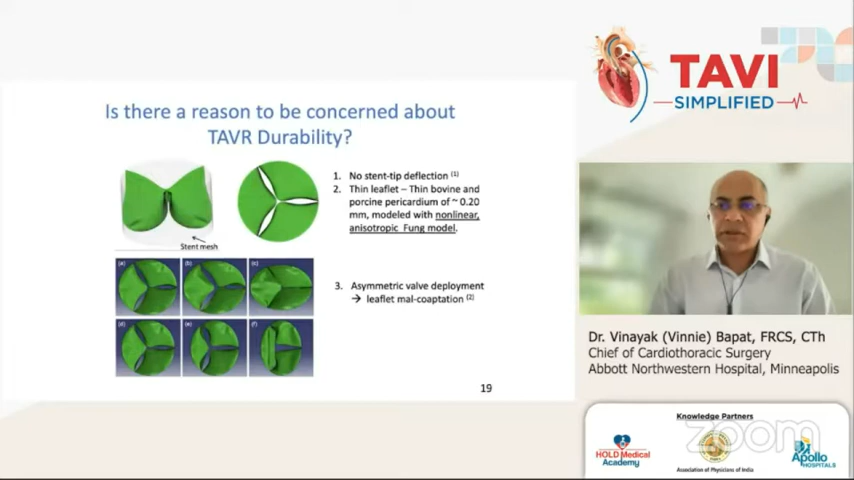 Is there a reason to be concerned about
TAVR Durability?
Stent mesh
(a)
(b)
(c)
(d)
(e)
(f)
1. No stent-tip deflection (1)
2. Thin leaflet – Thin bovine and
porcine pericardium of ~ 0.20
mm, modeled with nonlinear,
anisotropic Fung model.
3. Asymmetric valve deployment
→ leaflet mal-coaptation (2)
19
TAVI
SIMPLIFIED
Dr. Vinayak (Vinnie) Bapat, FRCS, CTh
Chief of Cardiothoracic Surgery
Abbott Northwestern Hospital, Minneapolis
Knowledge Partners
HOLD Medical
Academy
Association of Physicians of India
Apollo
HOSPITALS
zoom